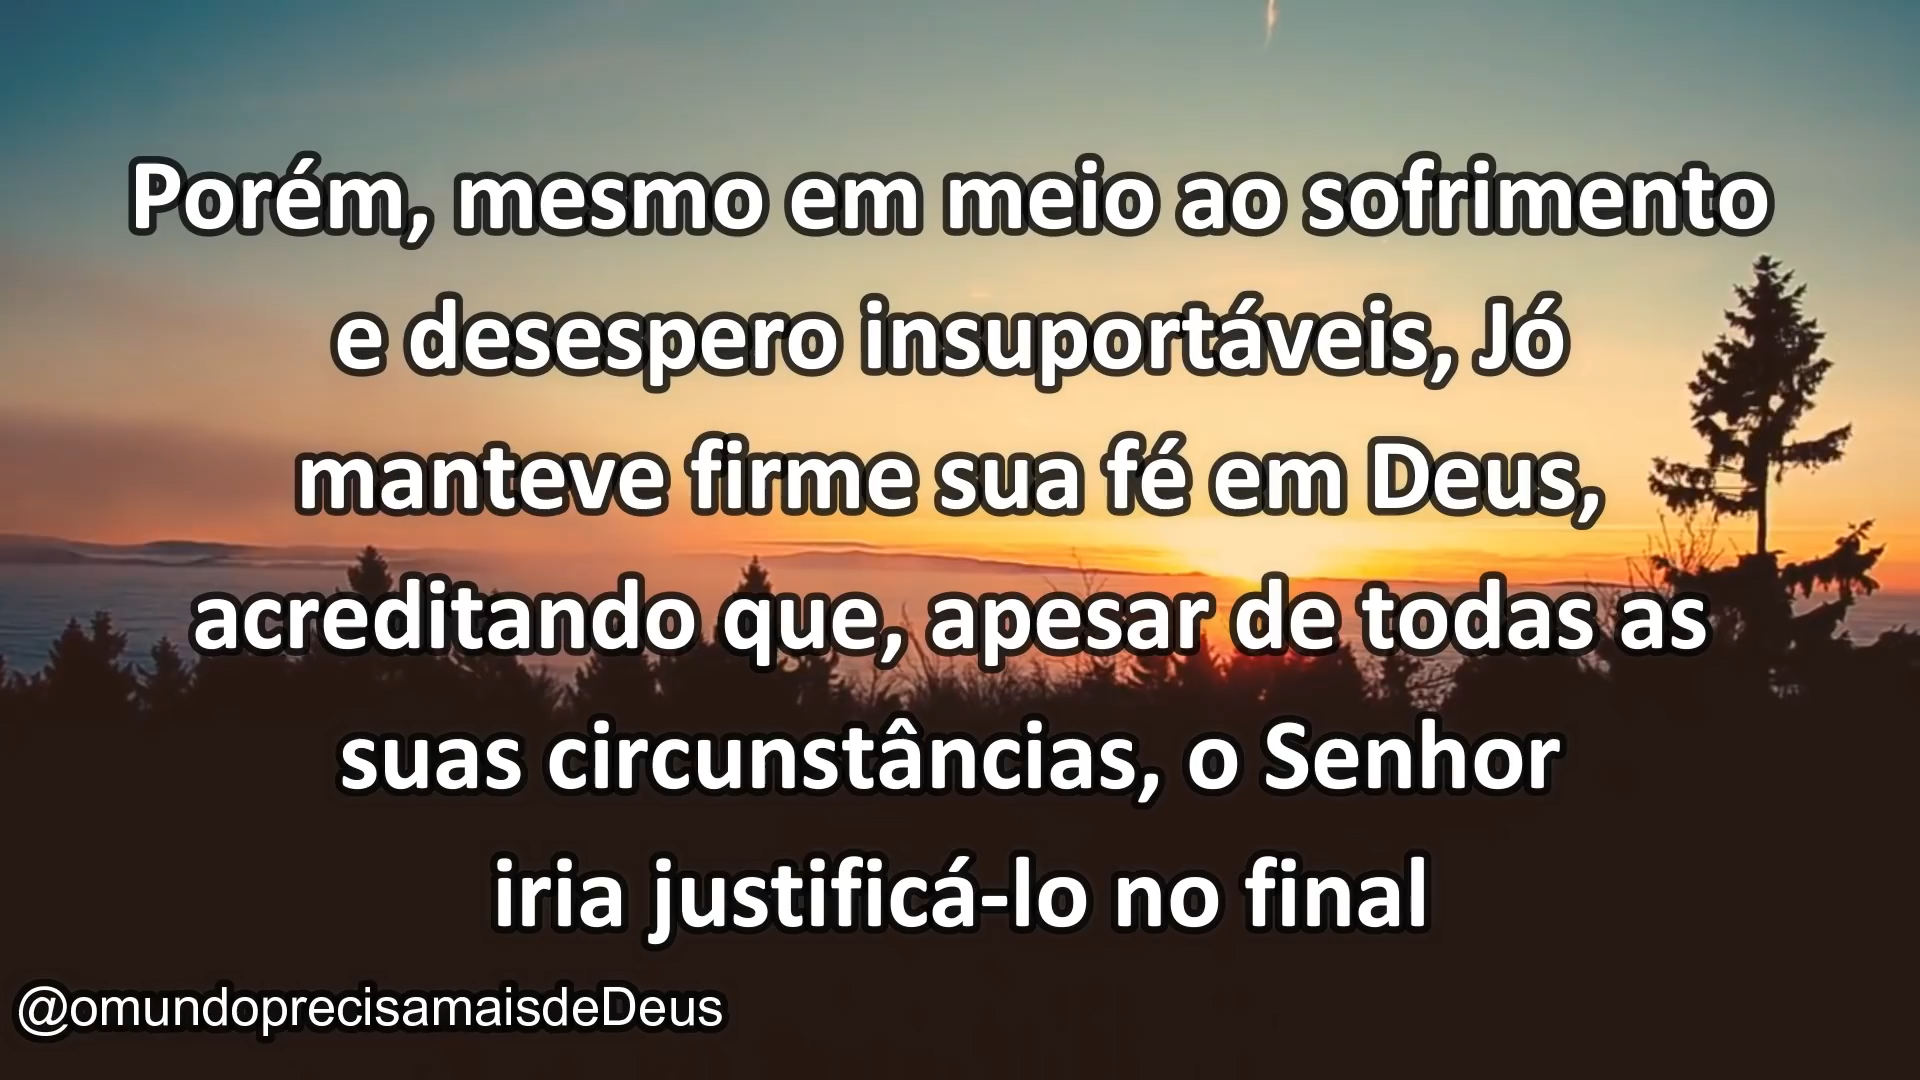 Porém, mesmo em meio ao sofrimento
e desespero insuportáveis, Jó
manteve firme sua fé em Deus,
acreditando que, apesar de todas as
suas circunstâncias, o Senhor
iria justificá-lo no final
@omundoprecisamaisdeDeus